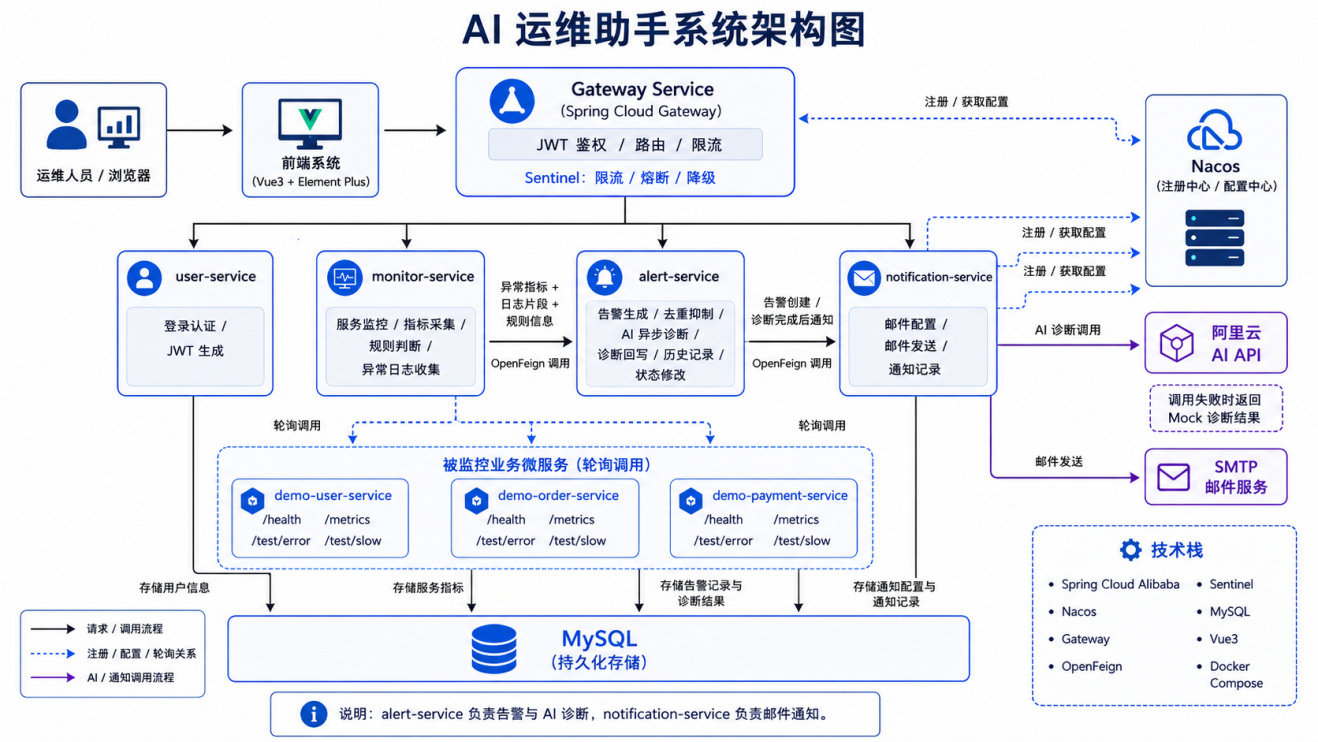 AI 运维助手系统架构图
运维人员 / 浏览器
前端系统
(Vue3 + Element Plus)
Gateway Service
(Spring Cloud Gateway)
JWT 鉴权 / 路由 / 限流
Sentinel：限流 / 熔断 / 降级
注册 / 获取配置
Nacos
(注册中心 / 配置中心)
注册 / 获取配置
注册 / 获取配置
user-service
登录认证 /
JWT 生成
monitor-service
服务监控 / 指标采集 /
规则判断 /
异常日志收集
异常指标 +
日志片段 +
规则信息
OpenFeign 调用
alert-service
告警生成 / 去重抑制 /
AI 异步诊断 /
诊断回写 / 历史记录 /
状态修改
告警创建 /
诊断完成后通知
OpenFeign 调用
notification-service
邮件配置 /
邮件发送 /
通知记录
AI 诊断调用
阿里云
AI API
调用失败时返回
Mock 诊断结果
邮件发送
SMTP
邮件服务
轮询调用
轮询调用
被监控业务微服务（轮询调用）
demo-user-service
/health /metrics
/test/error /test/slow
demo-order-service
/health /metrics
/test/error /test/slow
demo-payment-service
/health /metrics
/test/error /test/slow
存储用户信息
存储服务指标
存储告警记录与
诊断结果
存储通知配置与
通知记录
MySQL
（持久化存储）
请求 / 调用流程
注册 / 配置 / 轮询关系
AI / 通知调用流程
技术栈
• Spring Cloud Alibaba
• Nacos
• Gateway
• OpenFeign
• Sentinel
• MySQL
• Vue3
• Docker
Compose
说明：alert-service 负责告警与 AI 诊断，notification-service 负责邮件通知。